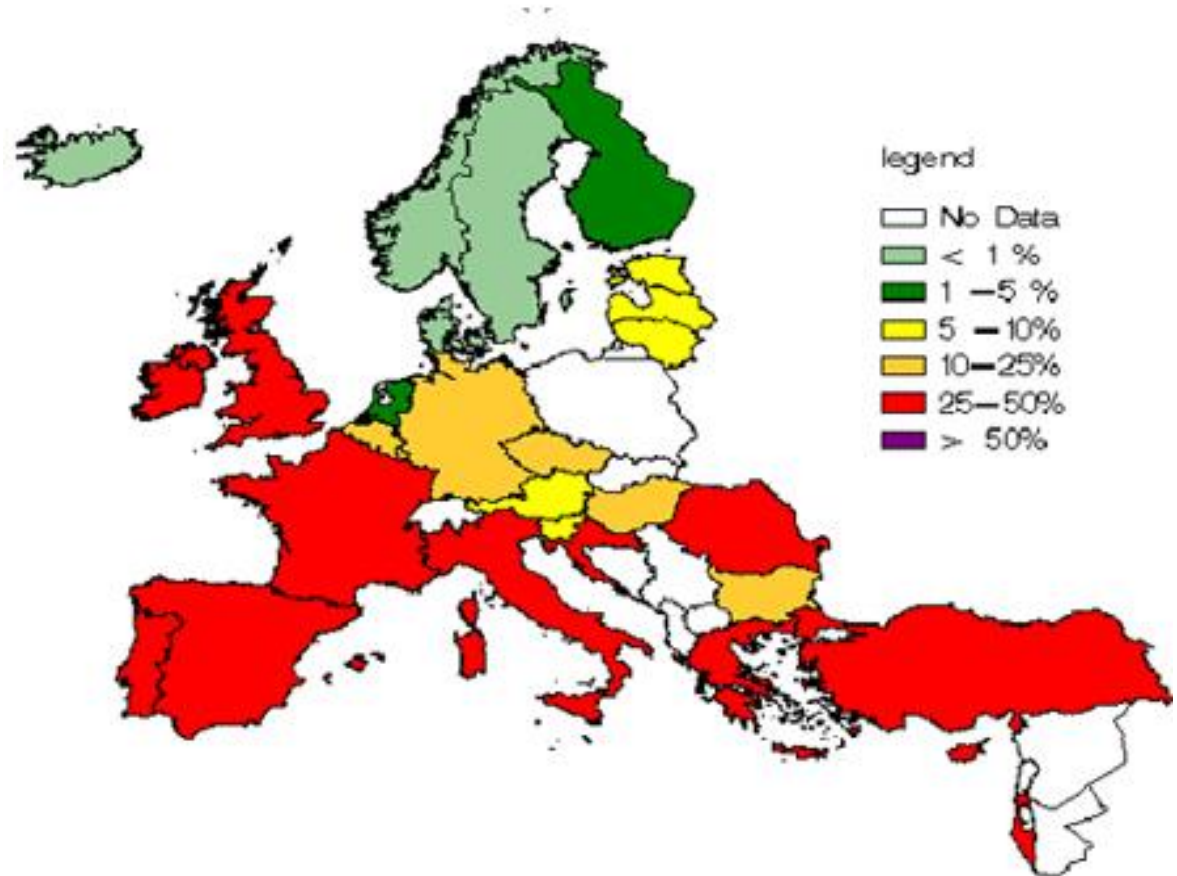 legend
No Data
< 1 %
1 –5 %
5 –10%
10–25%
25–50%
> 50%